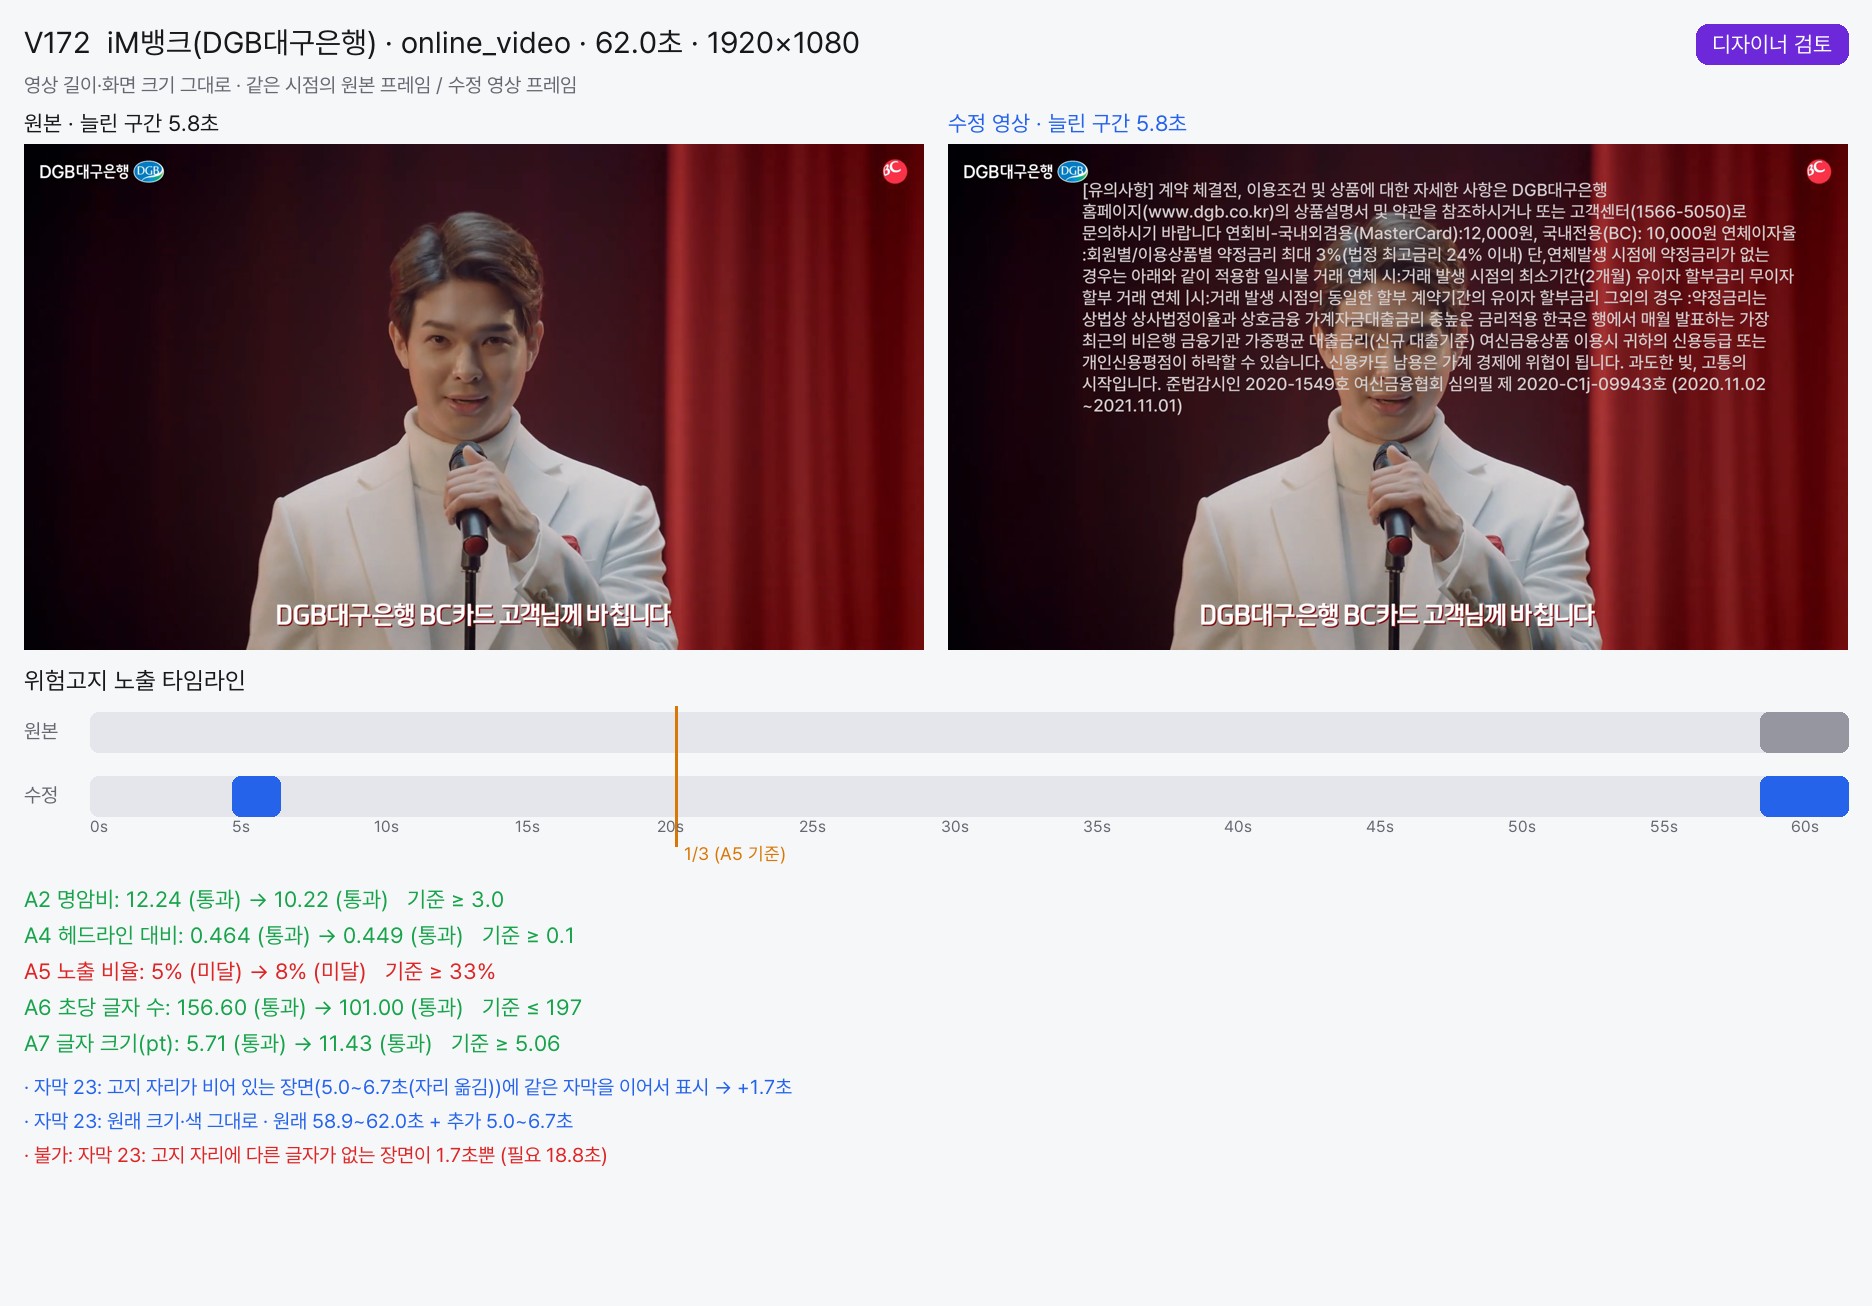 V172 iM뱅크(DGB대구은행) · online_video · 62.0초 · 1920×1080
디자이너 검토
영상 길이·화면 크기 그대로 · 같은 시점의 원본 프레임 / 수정 영상 프레임
원본 · 늘린 구간 5.8초
수정 영상 · 늘린 구간 5.8초
DGB대구은행 DGB
BC
DGB대구은행 BC카드 고객님께 바칩니다
DGB대구은행 DGB
BC
[유의사항] 계약 체결전, 이용조건 및 상품에 대한 자세한 사항은 DGB대구은행
홈페이지(www.dgb.co.kr)의 상품설명서 및 약관을 참조하시거나 또는 고객센터(1566-5050)로
문의하시기 바랍니다 연회비-국내외겸용(MasterCard):12,000원, 국내전용(BC): 10,000원 연체이자율
:회원별/이용상품별 약정금리 최대 3%(법정 최고금리 24% 이내) 단,연체발생 시점에 약정금리가 없는
경우는 아래와 같이 적용함 일시불 거래 연체 시:거래 발생 시점의 최소기간(2개월) 유이자 할부금리 무이자
할부 거래 연체 |시:거래 발생 시점의 동일한 할부 계약기간의 유이자 할부금리 그외의 경우 :약정금리는
상법상 상사법정이율과 상호금융 가계자금대출금리 중높은 금리적용 한국은 행에서 매월 발표하는 가장
최근의 비은행 금융기관 가중평균 대출금리(신규 대출기준) 여신금융상품 이용시 귀하의 신용등급 또는
개인신용평점이 하락할 수 있습니다. 신용카드 남용은 가계 경제에 위협이 됩니다. 과도한 빚, 고통의
시작입니다. 준법감시인 2020-1549호 여신금융협회 심의필 제 2020-C1j-09943호 (2020.11.02
~2021.11.01)
DGB대구은행 BC카드 고객님께 바칩니다
위험고지 노출 타임라인
원본
수정
0s 5s 10s 15s 20s 25s 30s 35s 40s 45s 50s 55s 60s
1/3 (A5 기준)
A2 명암비: 12.24 (통과) → 10.22 (통과) 기준 ≥ 3.0
A4 헤드라인 대비: 0.464 (통과) → 0.449 (통과) 기준 ≥ 0.1
A5 노출 비율: 5% (미달) → 8% (미달) 기준 ≥ 33%
A6 초당 글자 수: 156.60 (통과) → 101.00 (통과) 기준 ≤ 197
A7 글자 크기(pt): 5.71 (통과) → 11.43 (통과) 기준 ≥ 5.06
· 자막 23: 고지 자리가 비어 있는 장면(5.0~6.7초(자리 옮김))에 같은 자막을 이어서 표시 → +1.7초
· 자막 23: 원래 크기·색 그대로 · 원래 58.9~62.0초 + 추가 5.0~6.7초
· 불가: 자막 23: 고지 자리에 다른 글자가 없는 장면이 1.7초뿐 (필요 18.8초)